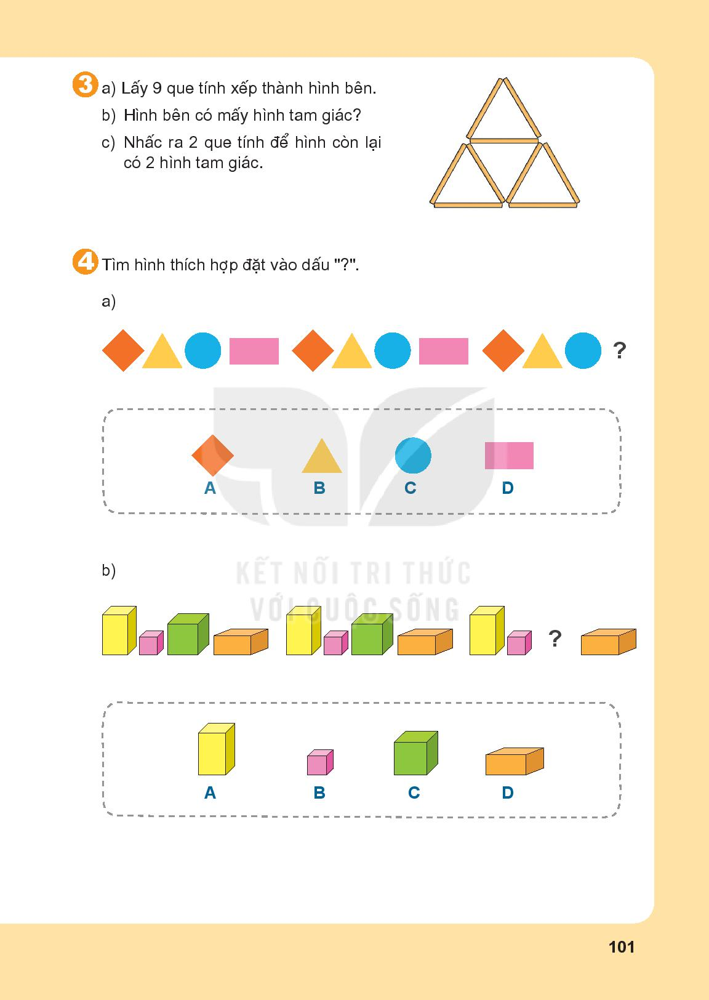 3 a) Lấy 9 que tính xếp thành hình bên.
b) Hình bên có mấy hình tam giác?
c) Nhấc ra 2 que tính để hình còn lại
có 2 hình tam giác.
4 Tìm hình thích hợp đặt vào dấu "?".
a)
?
A B C D
KẾT NỐI TRI THỨC
VỚI CUỘC SỐNG
b)
?
A B C D
101